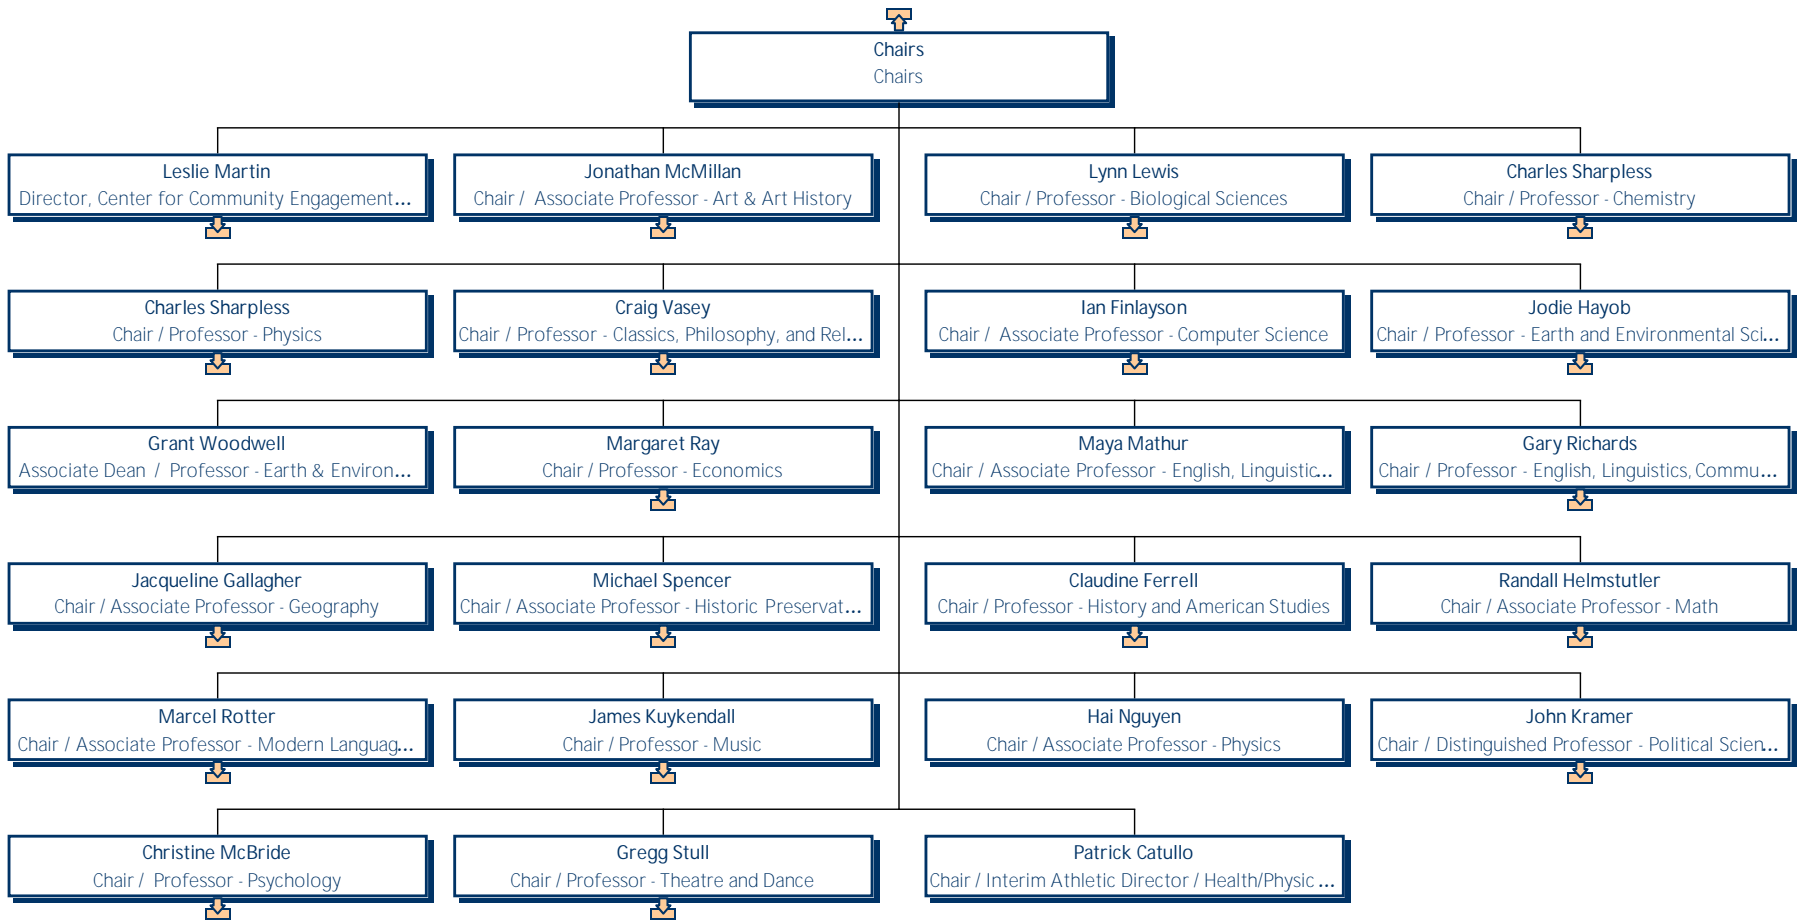 Chairs
Chairs
Leslie Martin
Director, Center for Community Engagement...
Jonathan McMillan
Chair / Associate Professor - Art & Art History
Lynn Lewis
Chair / Professor - Biological Sciences
Charles Sharpless
Chair / Professor - Chemistry
Charles Sharpless
Chair / Professor - Physics
Craig Vasey
Chair / Professor - Classics, Philosophy, and Rel...
Ian Finlayson
Chair / Associate Professor - Computer Science
Jodie Hayob
Chair / Professor - Earth and Environmental Sci...
Grant Woodwell
Associate Dean / Professor - Earth & Environ...
Margaret Ray
Chair / Professor - Economics
Maya Mathur
Chair / Associate Professor - English, Linguistic...
Gary Richards
Chair / Professor - English, Linguistics, Commu...
Jacqueline Gallagher
Chair / Associate Professor - Geography
Michael Spencer
Chair / Associate Professor - Historic Preservat...
Claudine Ferrell
Chair / Professor - History and American Studies
Randall Helmstutler
Chair / Associate Professor - Math
Marcel Rotter
Chair / Associate Professor - Modern Languag...
James Kuykendall
Chair / Professor - Music
Hai Nguyen
Chair / Associate Professor - Physics
John Kramer
Chair / Distinguished Professor - Political Scien...
Christine McBride
Chair / Professor - Psychology
Gregg Stull
Chair / Professor - Theatre and Dance
Patrick Catullo
Chair / Interim Athletic Director / Health/Physic ...